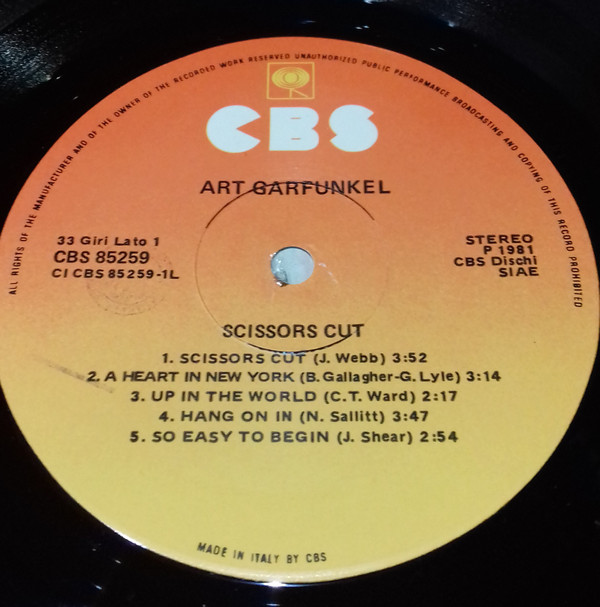 ALL RIGHTS OF THE MANUFACTURER AND OF THE OWNER OF THE RECORDED WORK RESERVED UNAUTHORIZED PUBLIC PERFORMANCE BROADCASTING AND COPYING OF THIS RECORD PROHIBITED
CBS
ART GARFUNKEL
33 Giri Lato 1
CBS 85259
CI CBS 85259-1L
STEREO
P 1981
CBS Dischi
SIAE
SCISSORS CUT
1. SCISSORS CUT (J. Webb) 3:52
2. A HEART IN NEW YORK (B. Gallagher-G. Lyle) 3:14
3. UP IN THE WORLD (C.T. Ward) 2:17
4. HANG ON IN (N. Sallitt) 3:47
5. SO EASY TO BEGIN (J. Shear) 2:54
MADE IN ITALY BY CBS